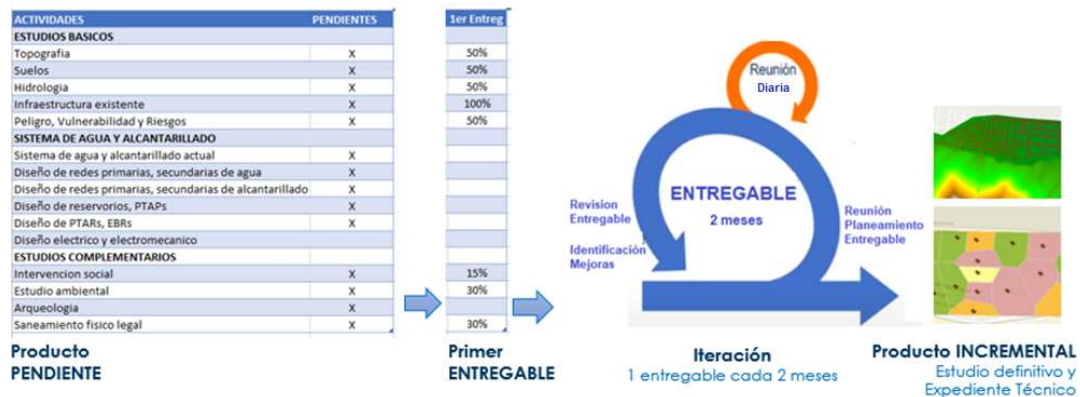 ACTIVIDADES PENDIENTES 1er Entreg
ESTUDIOS BASICOS
Topografia X 50%
Suelos X 50%
Hidrologia X 50%
Infraestructura existente X 100%
Peligro, Vulnerabilidad y Riesgos X 50%
SISTEMA DE AGUA Y ALCANTARILLADO
Sistema de agua y alcantarillado actual X
Diseño de redes primarias, secundarias de agua X
Diseño de redes primarias, secundarias de alcantarillado X
Diseño de reservorios, PTAPs X
Diseño de PTARs, EBRs X
Diseño electrico y electromecanico
ESTUDIOS COMPLEMENTARIOS
Intervencion social X 15%
Estudio ambiental X 30%
Arqueologia X
Saneamiento fisico legal X 30%
Producto
PENDIENTE
Primer
ENTREGABLE
Reunión
Diaria
ENTREGABLE
2 meses
Revision
Entregable
Identificación
Mejoras
Reunión
Planeamiento
Entregable
Iteración
1 entregable cada 2 meses
Producto INCREMENTAL
Estudio definitivo y
Expediente Técnico